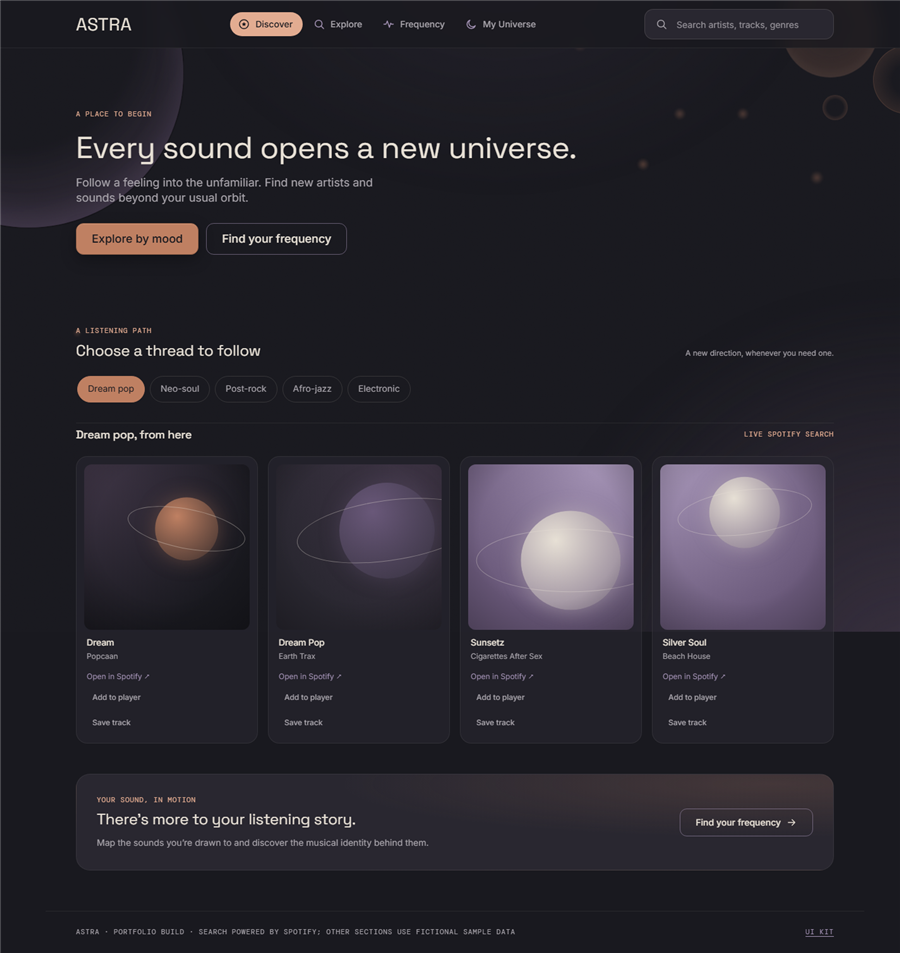 ASTRA
Discover
Explore
Frequency
My Universe
Search artists, tracks, genres
A PLACE TO BEGIN
Every sound opens a new universe.
Follow a feeling into the unfamiliar. Find new artists and
sounds beyond your usual orbit.
Explore by mood
Find your frequency
A LISTENING PATH
Choose a thread to follow
A new direction, whenever you need one.
Dream pop
Neo-soul
Post-rock
Afro-jazz
Electronic
Dream pop, from here
LIVE SPOTIFY SEARCH
Dream
Popcaan
Open in Spotify ↗
Add to player
Save track
Dream Pop
Earth Trax
Open in Spotify ↗
Add to player
Save track
Sunsetz
Cigarettes After Sex
Open in Spotify ↗
Add to player
Save track
Silver Soul
Beach House
Open in Spotify ↗
Add to player
Save track
YOUR SOUND, IN MOTION
There's more to your listening story.
Map the sounds you're drawn to and discover the musical identity behind them.
Find your frequency →
ASTRA · PORTFOLIO BUILD · SEARCH POWERED BY SPOTIFY; OTHER SECTIONS USE FICTIONAL SAMPLE DATA
UI KIT